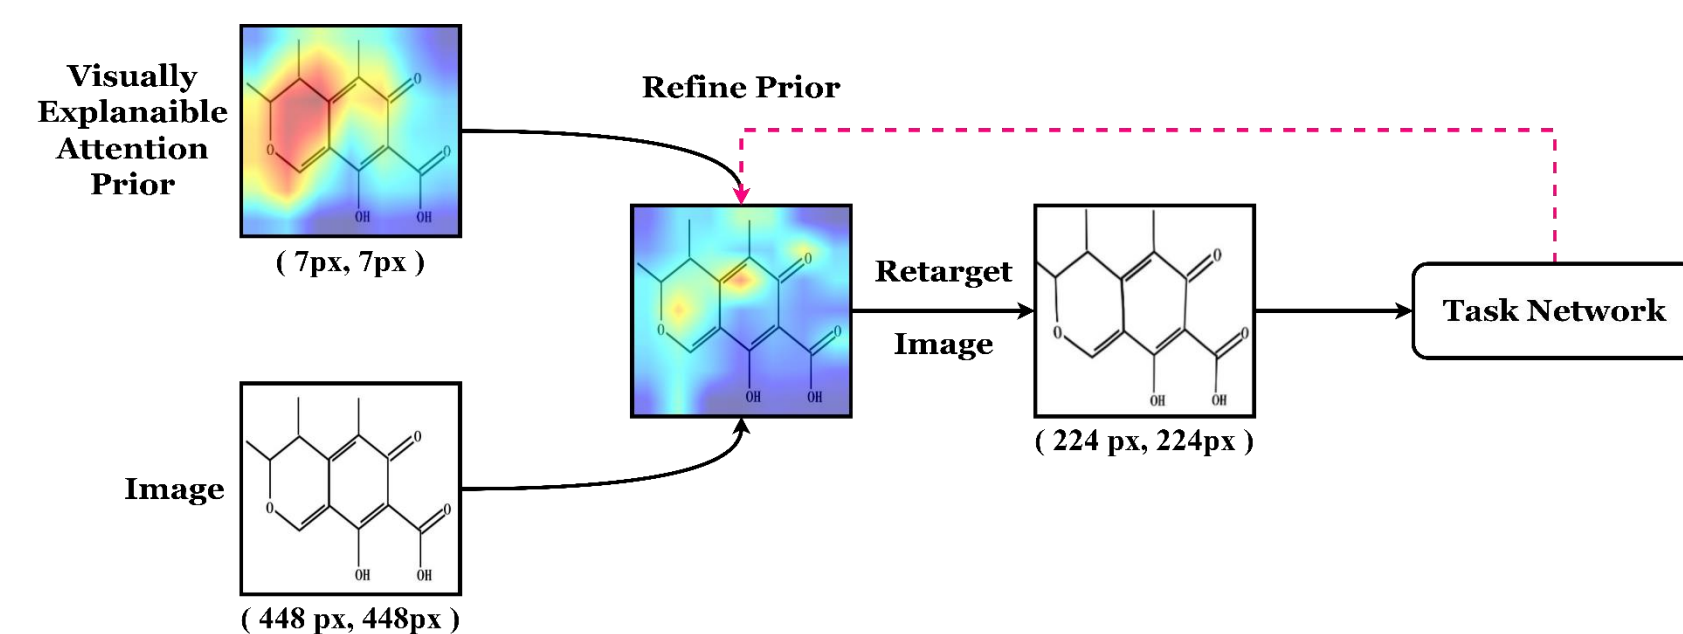 Visually
Explanaible
Attention
Prior
O
O
O
OH
OH
( 7px, 7px )
Refine Prior
O
O
O
OH
OH
Retarget
Image
O
O
O
OH
OH
( 224 px, 224px )
Task Network
Image
O
O
O
OH
OH
( 448 px, 448px )